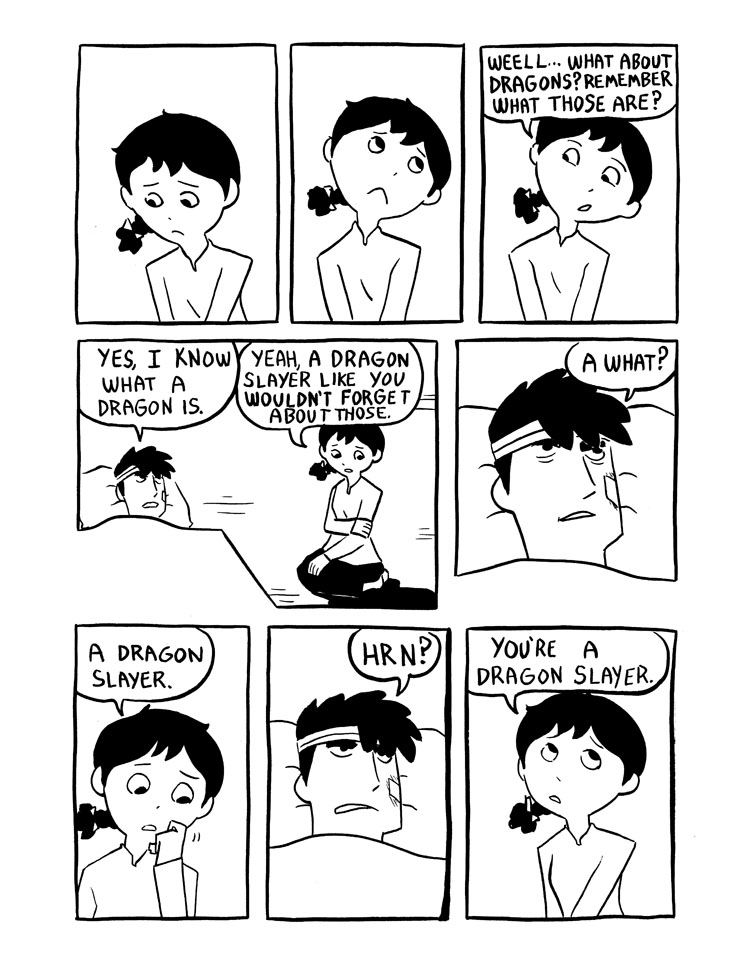 WEELL... WHAT ABOUT
DRAGONS? REMEMBER
WHAT THOSE ARE?
YES, I KNOW
WHAT A
DRAGON IS.
YEAH, A DRAGON
SLAYER LIKE YOU
WOULDN'T FORGET
ABOUT THOSE.
A WHAT?
A DRAGON
SLAYER.
HRN?
YOU'RE A
DRAGON SLAYER.